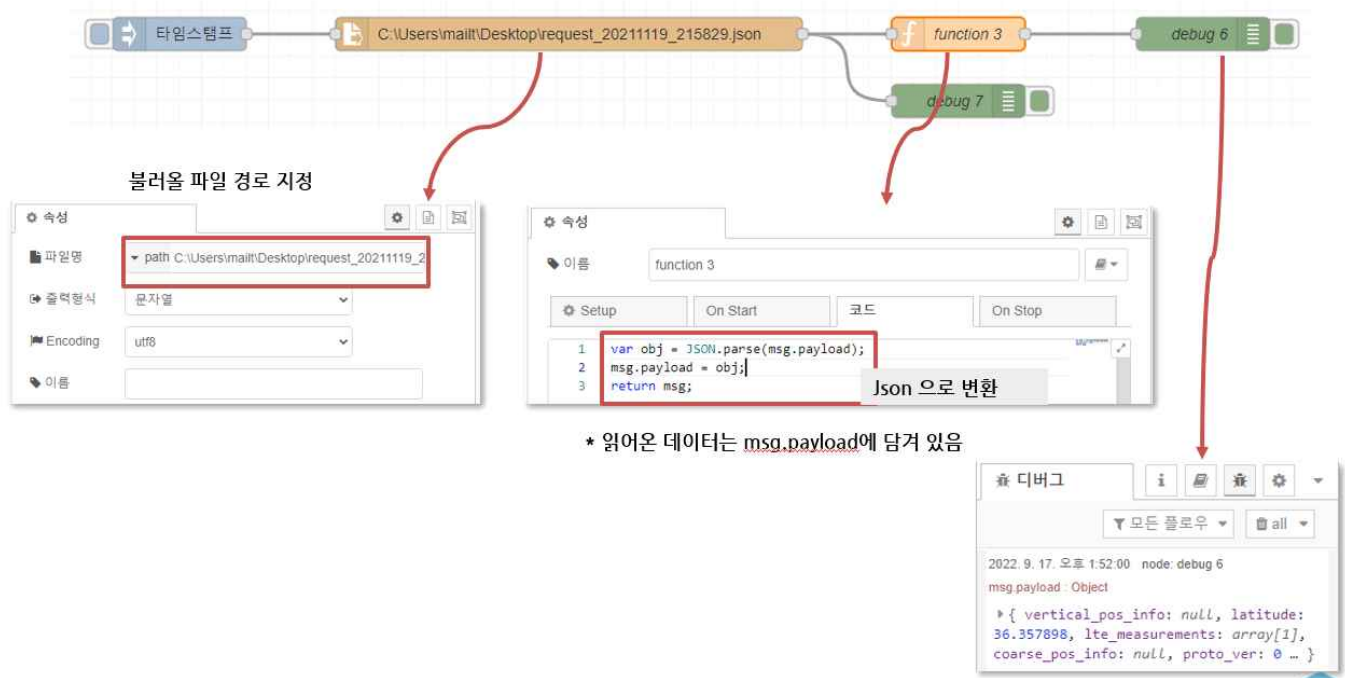 타임스탬프
C:\Users\mailt\Desktop\request_20211119_215829.json
function 3
debug 6
debug 7
불러올 파일 경로 지정
속성
파일명
path C:\Users\mailt\Desktop\request_20211119_2
출력형식
문자열
Encoding
utf8
이름
속성
이름
function 3
Setup
On Start
코드
On Stop
1 var obj = JSON.parse(msg.payload);
2 msg.payload = obj;
3 return msg;
Json 으로 변환
* 읽어온 데이터는 msg.payload에 담겨 있음
디버그
모든 플로우
all
2022. 9. 17. 오후 1:52:00 node: debug 6
msg.payload : Object
{ vertical_pos_info: null, latitude:
36.357898, lte_measurements: array[1],
coarse_pos_info: null, proto_ver: 0 … }